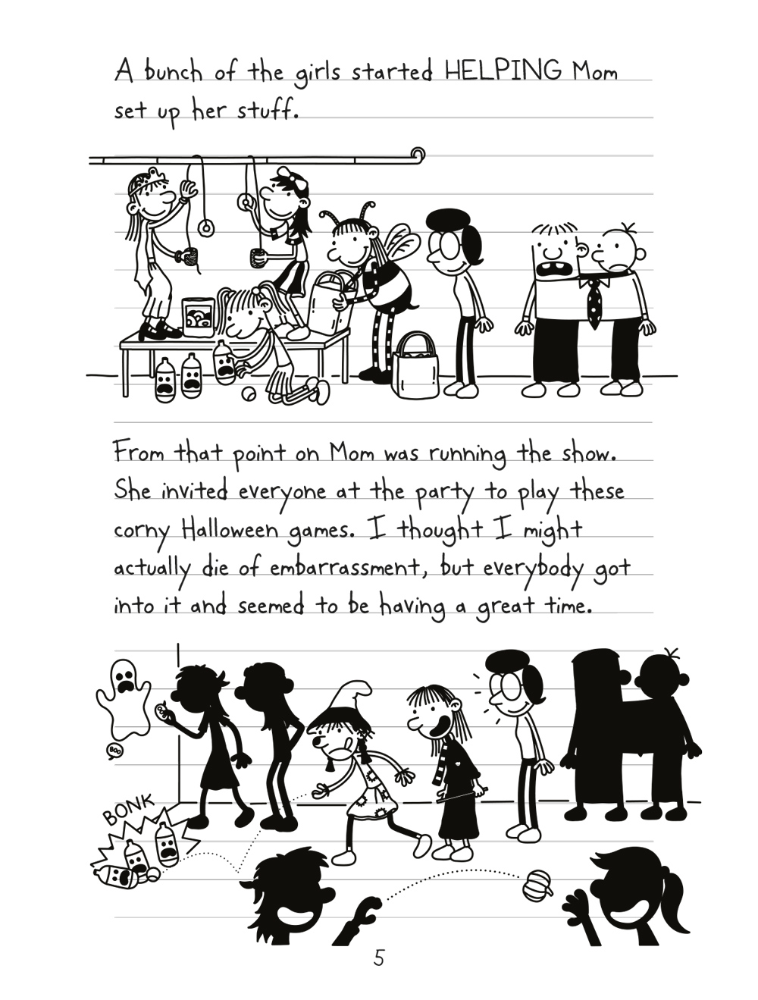 A bunch of the girls started HELPING Mom
set up her stuff.
From that point on Mom was running the show.
She invited everyone at the party to play these
corny Halloween games. I thought I might
actually die of embarrassment, but everybody got
into it and seemed to be having a great time.
BOO
BONK
5